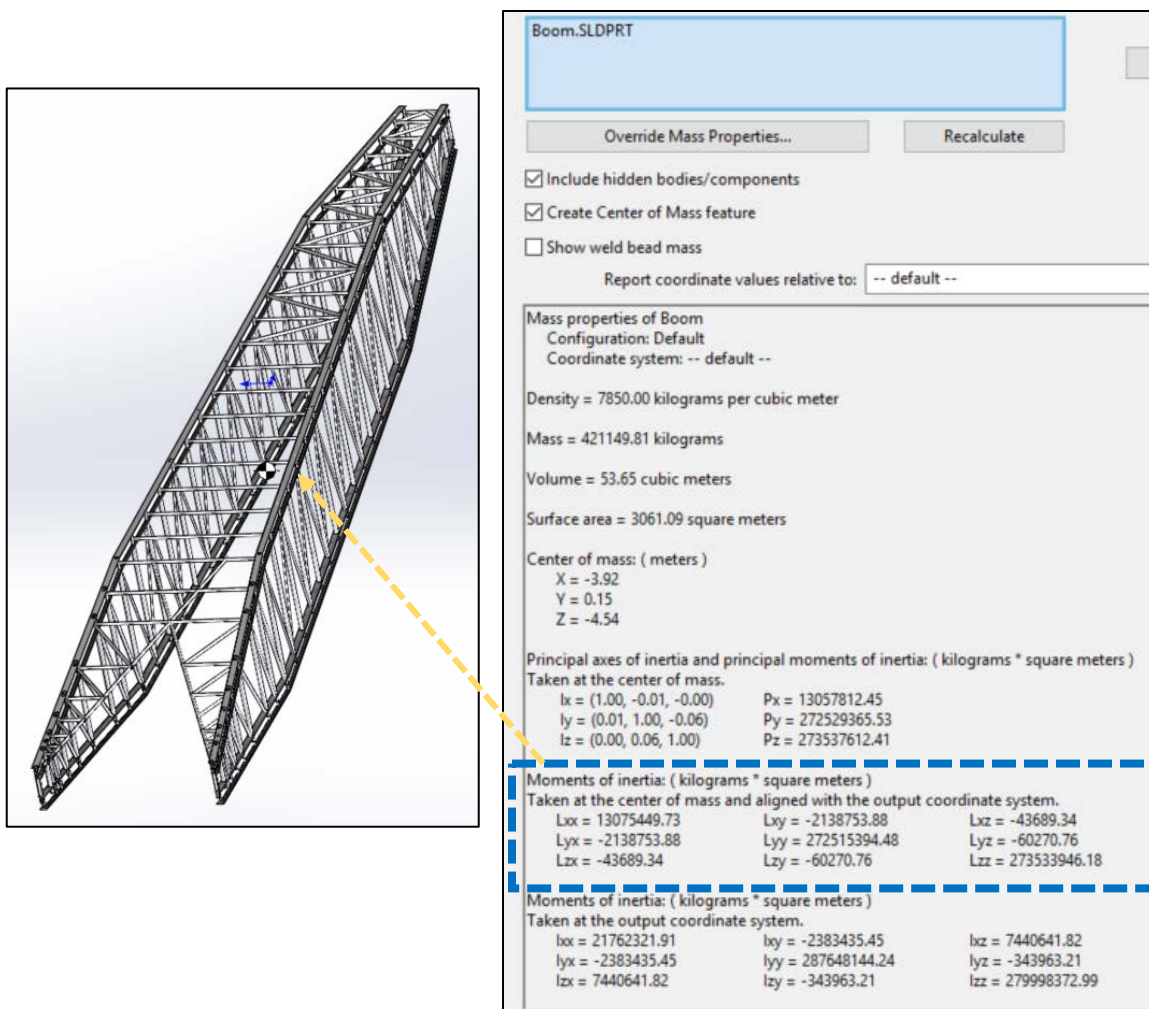 Boom.SLDPRT
Override Mass Properties... Recalculate
Include hidden bodies/components
Create Center of Mass feature
Show weld bead mass
Report coordinate values relative to: -- default --
Mass properties of Boom
Configuration: Default
Coordinate system: -- default --
Density = 7850.00 kilograms per cubic meter
Mass = 421149.81 kilograms
Volume = 53.65 cubic meters
Surface area = 3061.09 square meters
Center of mass: ( meters )
X = -3.92
Y = 0.15
Z = -4.54
Principal axes of inertia and principal moments of inertia: ( kilograms * square meters )
Taken at the center of mass.
Ix = (1.00, -0.01, -0.00) Px = 13057812.45
Iy = (0.01, 1.00, -0.06) Py = 272529365.53
Iz = (0.00, 0.06, 1.00) Pz = 273537612.41
Moments of inertia: ( kilograms * square meters )
Taken at the center of mass and aligned with the output coordinate system.
Lxx = 13075449.73 Lxy = -2138753.88 Lxz = -43689.34
Lyx = -2138753.88 Lyy = 272515394.48 Lyz = -60270.76
Lzx = -43689.34 Lzy = -60270.76 Lzz = 273533946.18
Moments of inertia: ( kilograms * square meters )
Taken at the output coordinate system.
Ixx = 21762321.91 Ixy = -2383435.45 Ixz = 7440641.82
Iyx = -2383435.45 Iyy = 287648144.24 Iyz = -343963.21
Izx = 7440641.82 Izy = -343963.21 Izz = 279998372.99